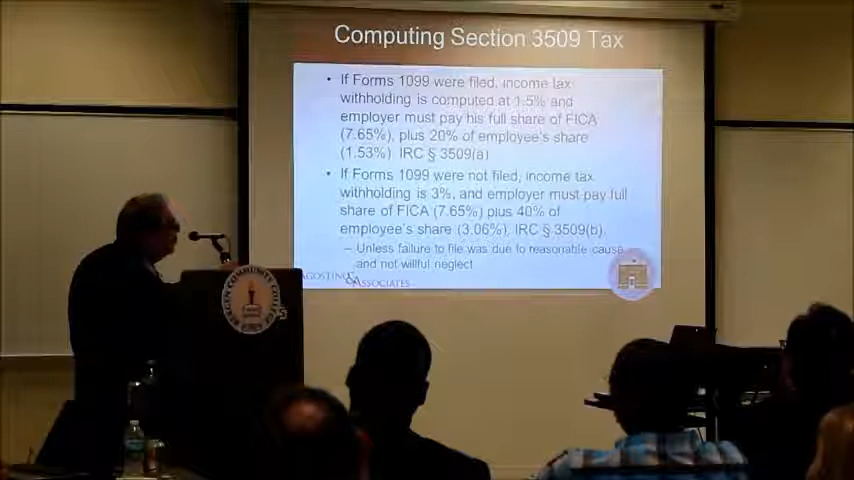 Computing Section 3509 Tax
• If Forms 1099 were filed, income tax
withholding is computed at 1.5% and
employer must pay his full share of FICA
(7.65%), plus 20% of employee's share
(1.53%) IRC § 3509(a)
• If Forms 1099 were not filed, income tax
withholding is 3%, and employer must pay full
share of FICA (7.65%) plus 40% of
employee's share (3.06%), IRC § 3509(b)
– Unless failure to file was due to reasonable cause
and not willful neglect
AGOSTINO & ASSOCIATES
BERGEN COMMUNITY COLLEGE